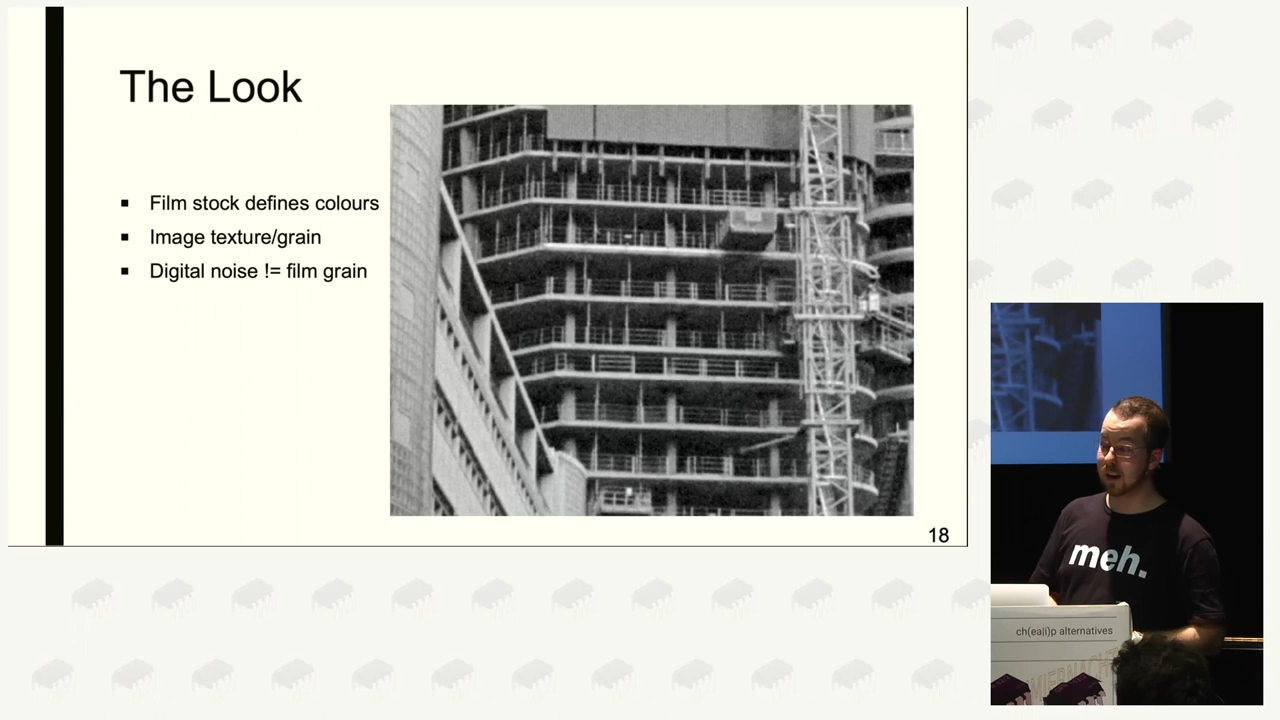 The Look
▪ Film stock defines colours
▪ Image texture/grain
▪ Digital noise != film grain
18
meh.
ch(ea|i)p alternatives